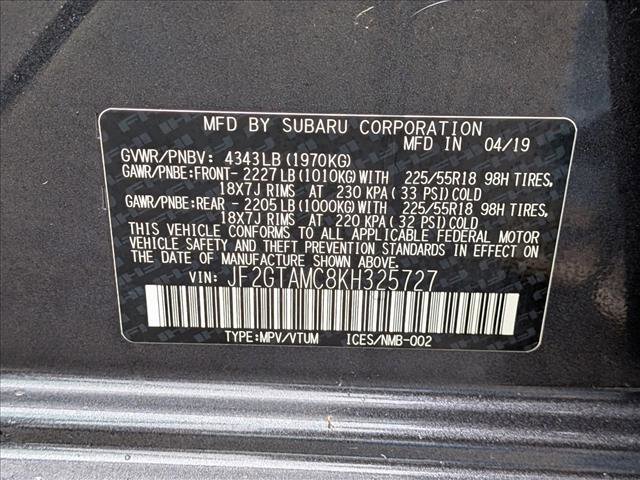 MFD BY SUBARU CORPORATION
MFD IN 04/19
GVWR/PNBV: 4343LB(1970KG)
GAWR/PNBE:FRONT- 2227LB(1010KG)WITH 225/55R18 98H TIRES,
18X7J RIMS AT 230 KPA(33 PSI)COLD
GAWR/PNBE:REAR - 2205LB(1000KG)WITH 225/55R18 98H TIRES,
18X7J RIMS AT 220 KPA(32 PSI)COLD
THIS VEHICLE CONFORMS TO ALL APPLICABLE FEDERAL MOTOR
VEHICLE SAFETY AND THEFT PREVENTION STANDARDS IN EFFECT ON
THE DATE OF MANUFACTURE SHOWN ABOVE.
VIN: JF2GTAMC8KH325727
TYPE:MPV/VTUM ICES/NMB-002